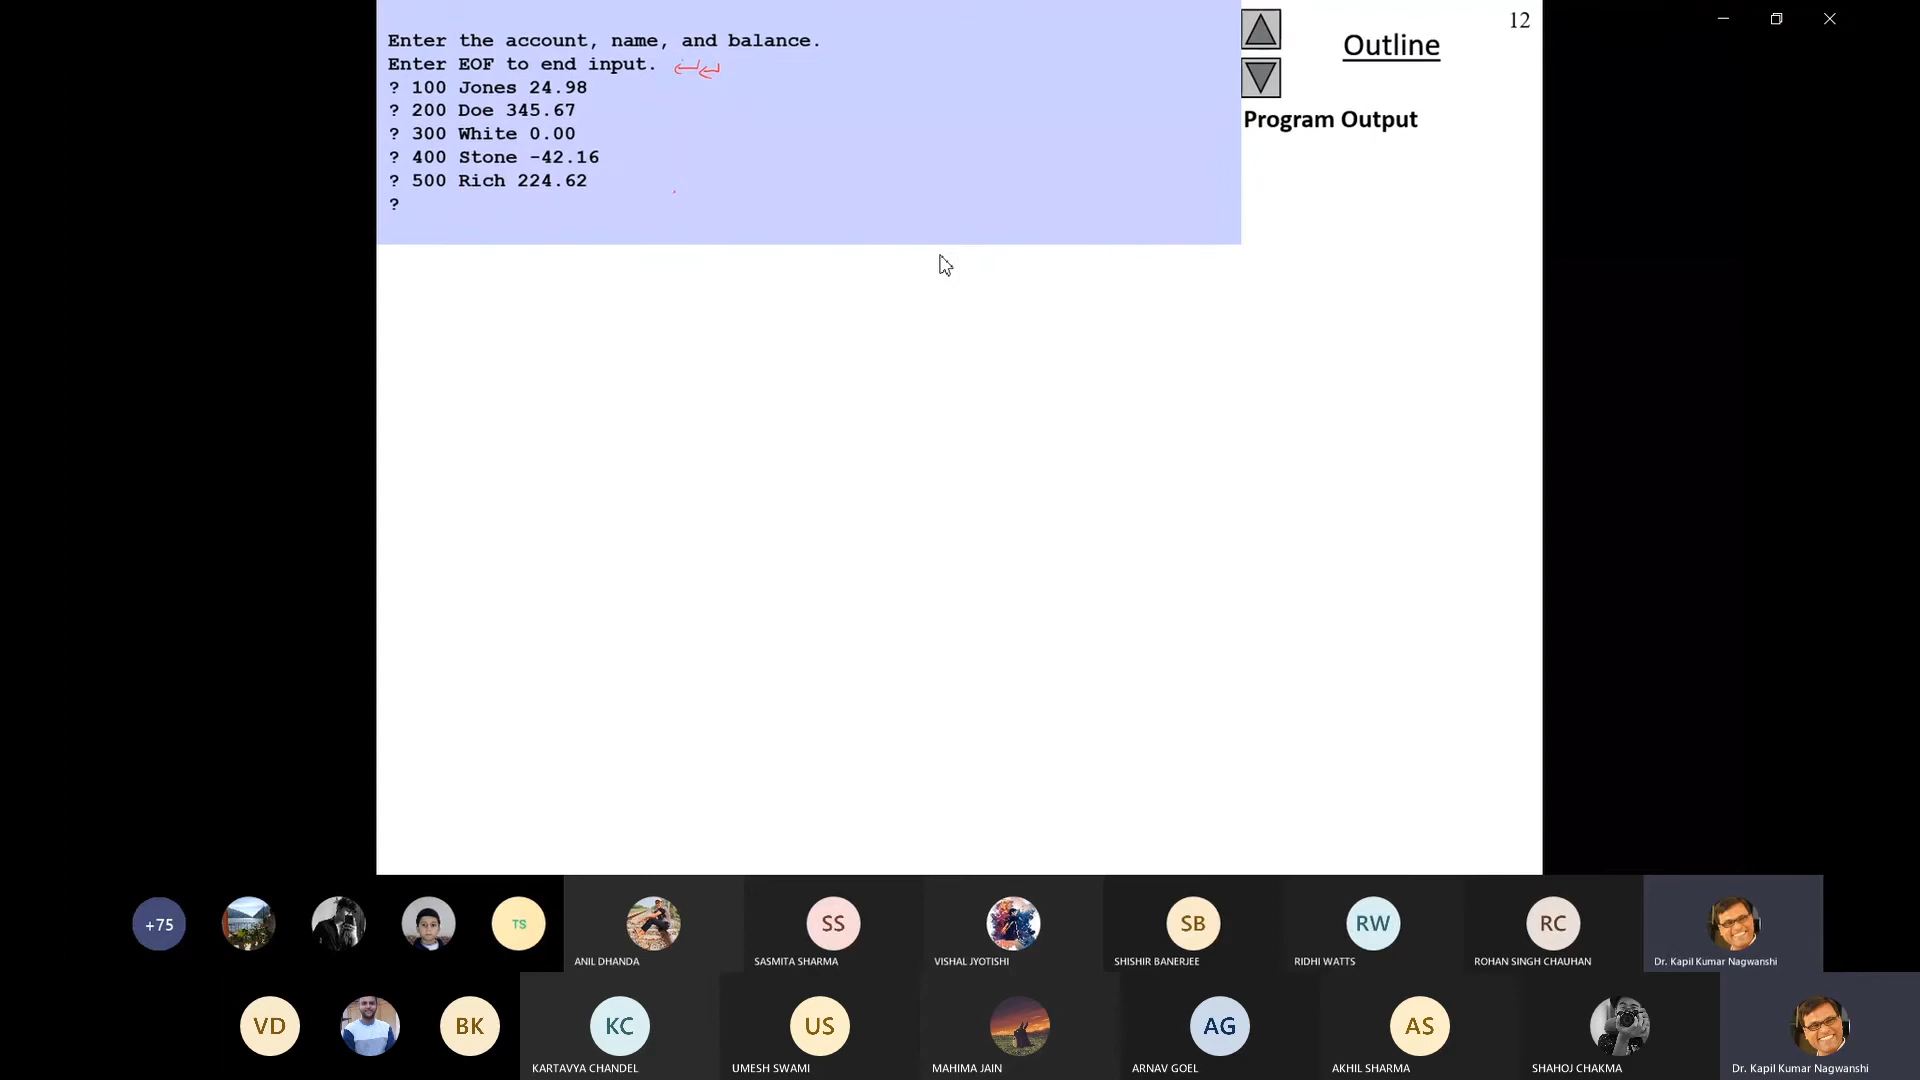 Enter the account, name, and balance.
Enter EOF to end input.
? 100 Jones 24.98
? 200 Doe 345.67
? 300 White 0.00
? 400 Stone -42.16
? 500 Rich 224.62
?
12
Outline
Program Output
+75
TS
ANIL DHANDA
SS
SASMITA SHARMA
VISHAL JYOTISHI
SB
SHISHIR BANERJEE
RW
RIDHI WATTS
RC
ROHAN SINGH CHAUHAN
Dr. Kapil Kumar Nagwanshi
VD
BK
KC
KARTAVYA CHANDEL
US
UMESH SWAMI
MAHIMA JAIN
AG
ARNAV GOEL
AS
AKHIL SHARMA
SHAHOJ CHAKMA
Dr. Kapil Kumar Nagwanshi